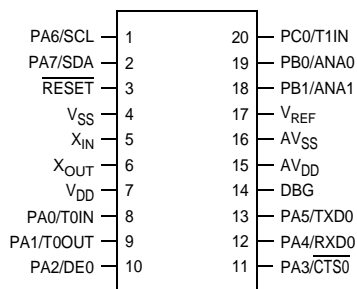 PA6/SCL 1 20 PC0/T1IN
PA7/SDA 2 19 PB0/ANA0
RESET 3 18 PB1/ANA1
VSS 4 17 VREF
XIN 5 16 AVSS
XOUT 6 15 AVDD
VDD 7 14 DBG
PA0/T0IN 8 13 PA5/TXD0
PA1/T0OUT 9 12 PA4/RXD0
PA2/DE0 10 11 PA3/CTS0